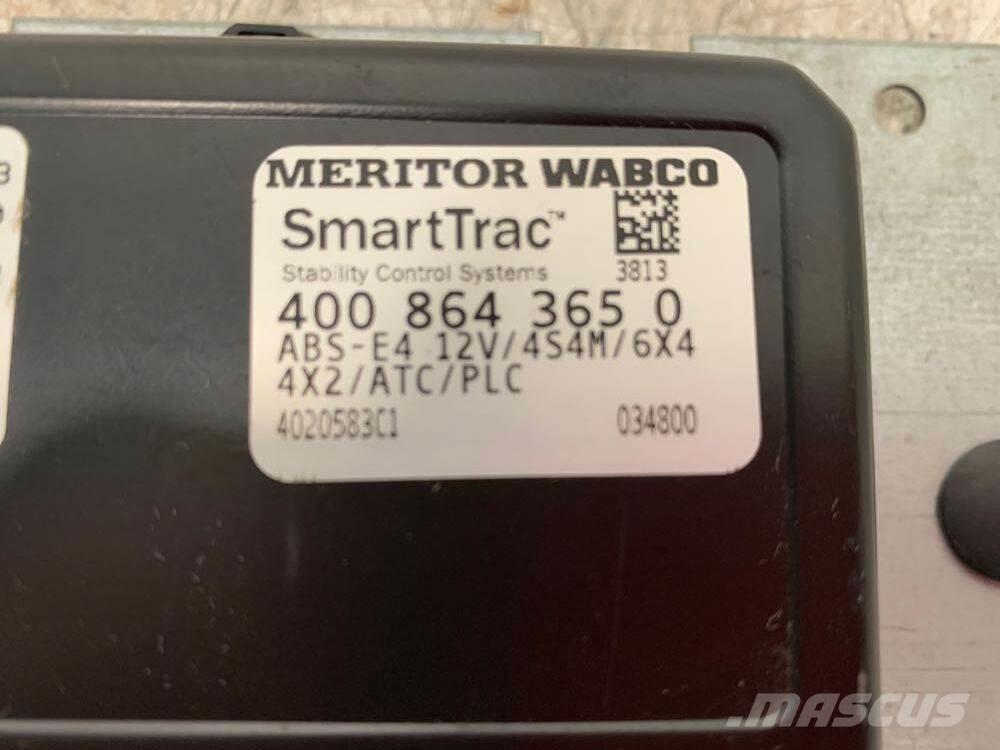 MERITOR WABCO
SmartTrac™
Stability Control Systems 3813
400 864 365 0
ABS-E4 12V/4S4M/6X4
4X2/ATC/PLC
4020583C1 034800
MASCUS